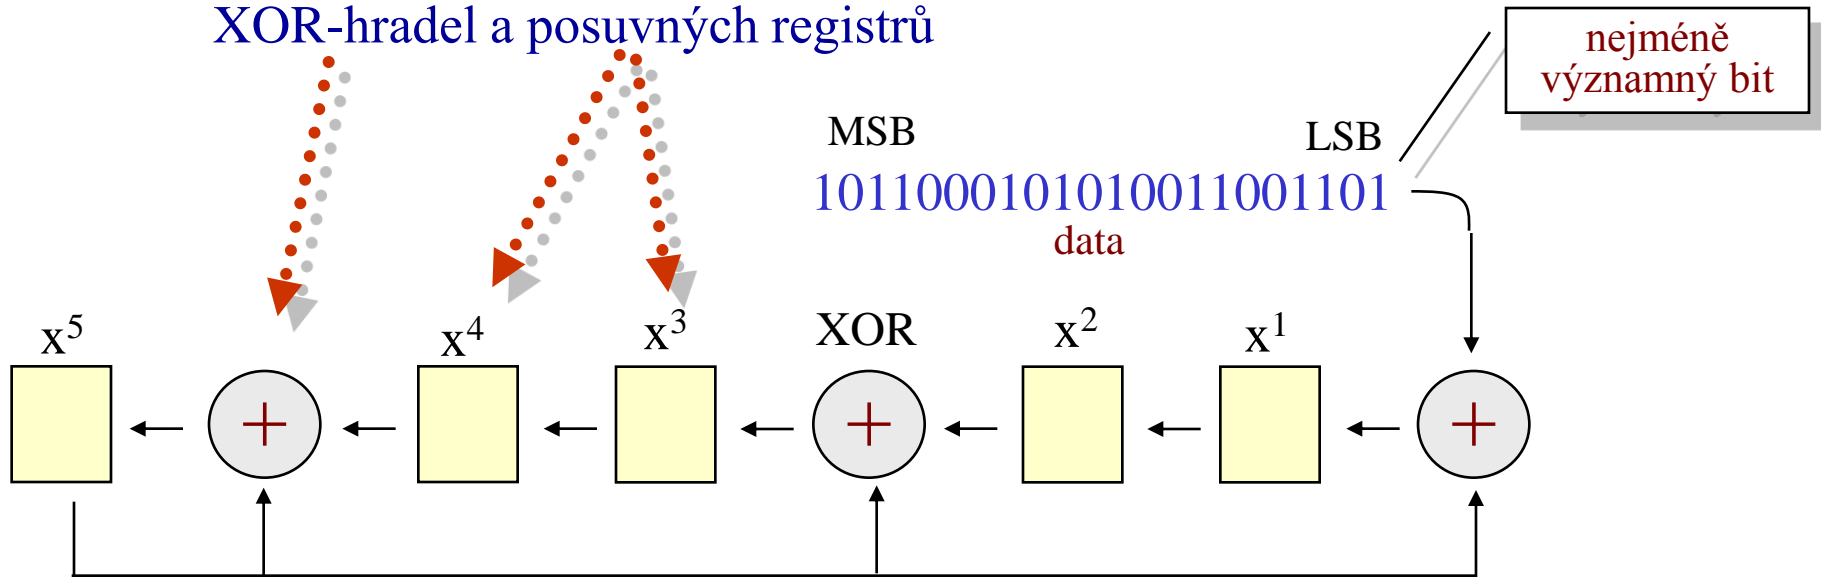 XOR-hradel a posuvných registrů
nejméně
významný bit
MSB LSB
1011000101010011001101
data
x⁵ x⁴ x³ XOR x² x¹
+ + +